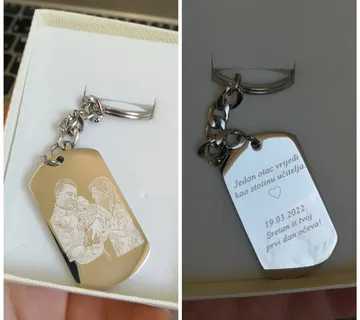 Jedan otac vrijedi
kao stotinu učitelja
♡
19.03.2022.
Sretan ti tvoj
prvi dan očeva!